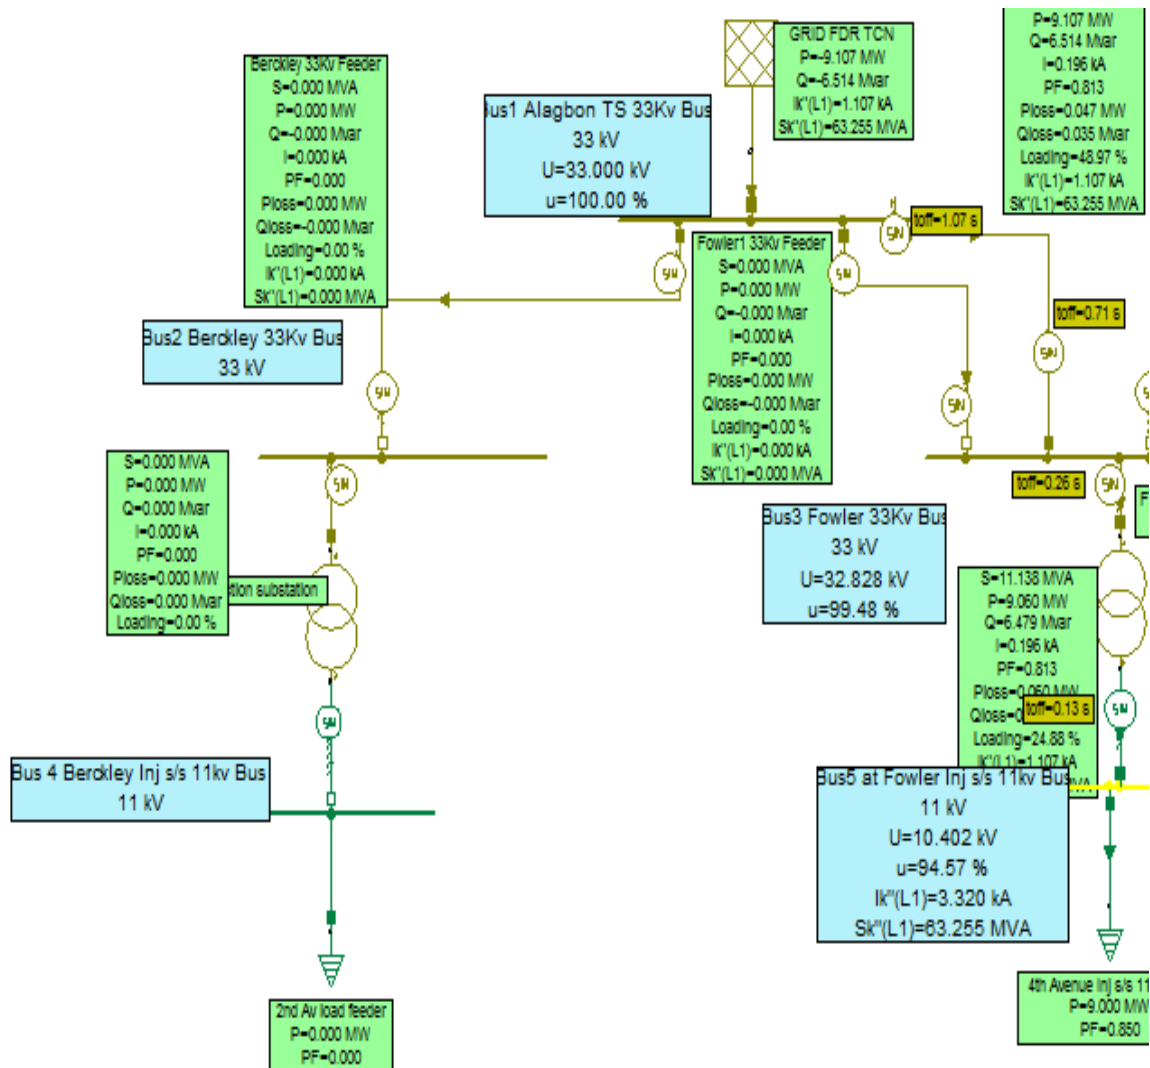 GRID FDR TCN
P=-9.107 MW
Q=-6.514 Mvar
Ik"(L1)=1.107 kA
Sk"(L1)=63.255 MVA
P=9.107 MW
Q=6.514 Mvar
I=0.196 kA
PF=0.813
Ploss=0.047 MW
Qloss=0.035 Mvar
Loading=48.97 %
Ik"(L1)=1.107 kA
Sk"(L1)=63.255 MVA
Berckley 33Kv Feeder
S=0.000 MVA
P=0.000 MW
Q=-0.000 Mvar
I=0.000 kA
PF=0.000
Ploss=0.000 MW
Qloss=-0.000 Mvar
Loading=0.00 %
Ik"(L1)=0.000 kA
Sk"(L1)=0.000 MVA
Bus1 Alagbon TS 33Kv Bus
33 kV
U=33.000 kV
u=100.00 %
toff=1.07 s
Fowler1 33Kv Feeder
S=0.000 MVA
P=0.000 MW
Q=-0.000 Mvar
I=0.000 kA
PF=0.000
Ploss=0.000 MW
Qloss=-0.000 Mvar
Loading=0.00 %
Ik"(L1)=0.000 kA
Sk"(L1)=0.000 MVA
toff=0.71 s
Bus2 Berckley 33Kv Bus
33 kV
S=0.000 MVA
P=0.000 MW
Q=0.000 Mvar
I=0.000 kA
PF=0.000
Ploss=0.000 MW
Qloss=0.000 Mvar
Loading=0.00 %
substation
toff=0.26 s
Bus3 Fowler 33Kv Bus
33 kV
U=32.828 kV
u=99.48 %
F
S=11.138 MVA
P=9.060 MW
Q=6.479 Mvar
I=0.196 kA
PF=0.813
Ploss=0.060 MW
Qloss=0
toff=0.13 s
Loading=24.88 %
Ik"(L1)=1.107 kA
Bus 4 Berckley Inj s/s 11kv Bus
11 kV
Bus5 at Fowler Inj s/s 11kv Bus
11 kV
U=10.402 kV
u=94.57 %
Ik"(L1)=3.320 kA
Sk"(L1)=63.255 MVA
2nd Av load feeder
P=0.000 MW
PF=0.000
4th Avenue Inj s/s 11
P=9.000 MW
PF=0.850